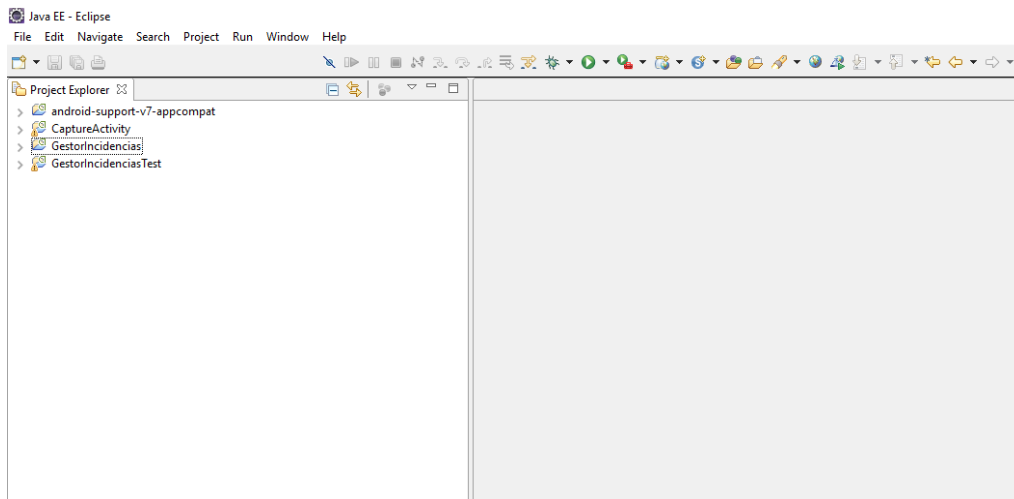 Java EE - Eclipse
File Edit Navigate Search Project Run Window Help
Project Explorer
android-support-v7-appcompat
CaptureActivity
GestorIncidencias
GestorIncidenciasTest